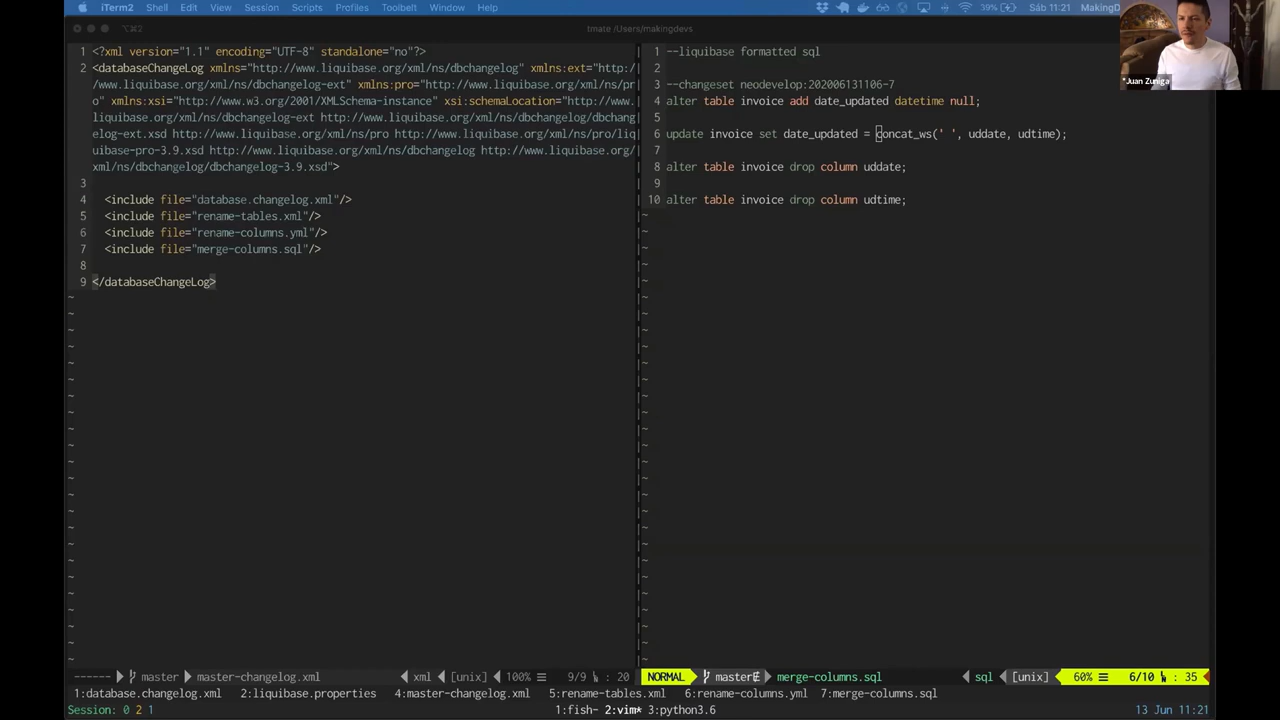 iTerm2 Shell Edit View Session Scripts Profiles Toolbelt Window Help 39% Sáb 11:21 MakingD
⌥⌘2 tmate /Users/makingdevs
*Juan Zuniga
1 <?xml version="1.1" encoding="UTF-8" standalone="no"?>
2 <databaseChangeLog xmlns="http://www.liquibase.org/xml/ns/dbchangelog" xmlns:ext="http:/
/www.liquibase.org/xml/ns/dbchangelog-ext" xmlns:pro="http://www.liquibase.org/xml/ns/pr
o" xmlns:xsi="http://www.w3.org/2001/XMLSchema-instance" xsi:schemaLocation="http://www.
liquibase.org/xml/ns/dbchangelog-ext http://www.liquibase.org/xml/ns/dbchangelog/dbchang
elog-ext.xsd http://www.liquibase.org/xml/ns/pro http://www.liquibase.org/xml/ns/pro/liq
uibase-pro-3.9.xsd http://www.liquibase.org/xml/ns/dbchangelog http://www.liquibase.org/
xml/ns/dbchangelog/dbchangelog-3.9.xsd">
3
4 <include file="database.changelog.xml"/>
5 <include file="rename-tables.xml"/>
6 <include file="rename-columns.yml"/>
7 <include file="merge-columns.sql"/>
8
9 </databaseChangeLog>
1 --liquibase formatted sql
2
3 --changeset neodevelop:202006131106-7
4 alter table invoice add date_updated datetime null;
5
6 update invoice set date_updated = concat_ws(' ', uddate, udtime);
7
8 alter table invoice drop column uddate;
9
10 alter table invoice drop column udtime;
------ master master-changelog.xml xml [unix] 100% 9/9 : 20
NORMAL master merge-columns.sql sql [unix] 60% 6/10 : 35
1:database.changelog.xml 2:liquibase.properties 4:master-changelog.xml 5:rename-tables.xml 6:rename-columns.yml 7:merge-columns.sql
Session: 0 2 1 1:fish- 2:vim* 3:python3.6 13 Jun 11:21